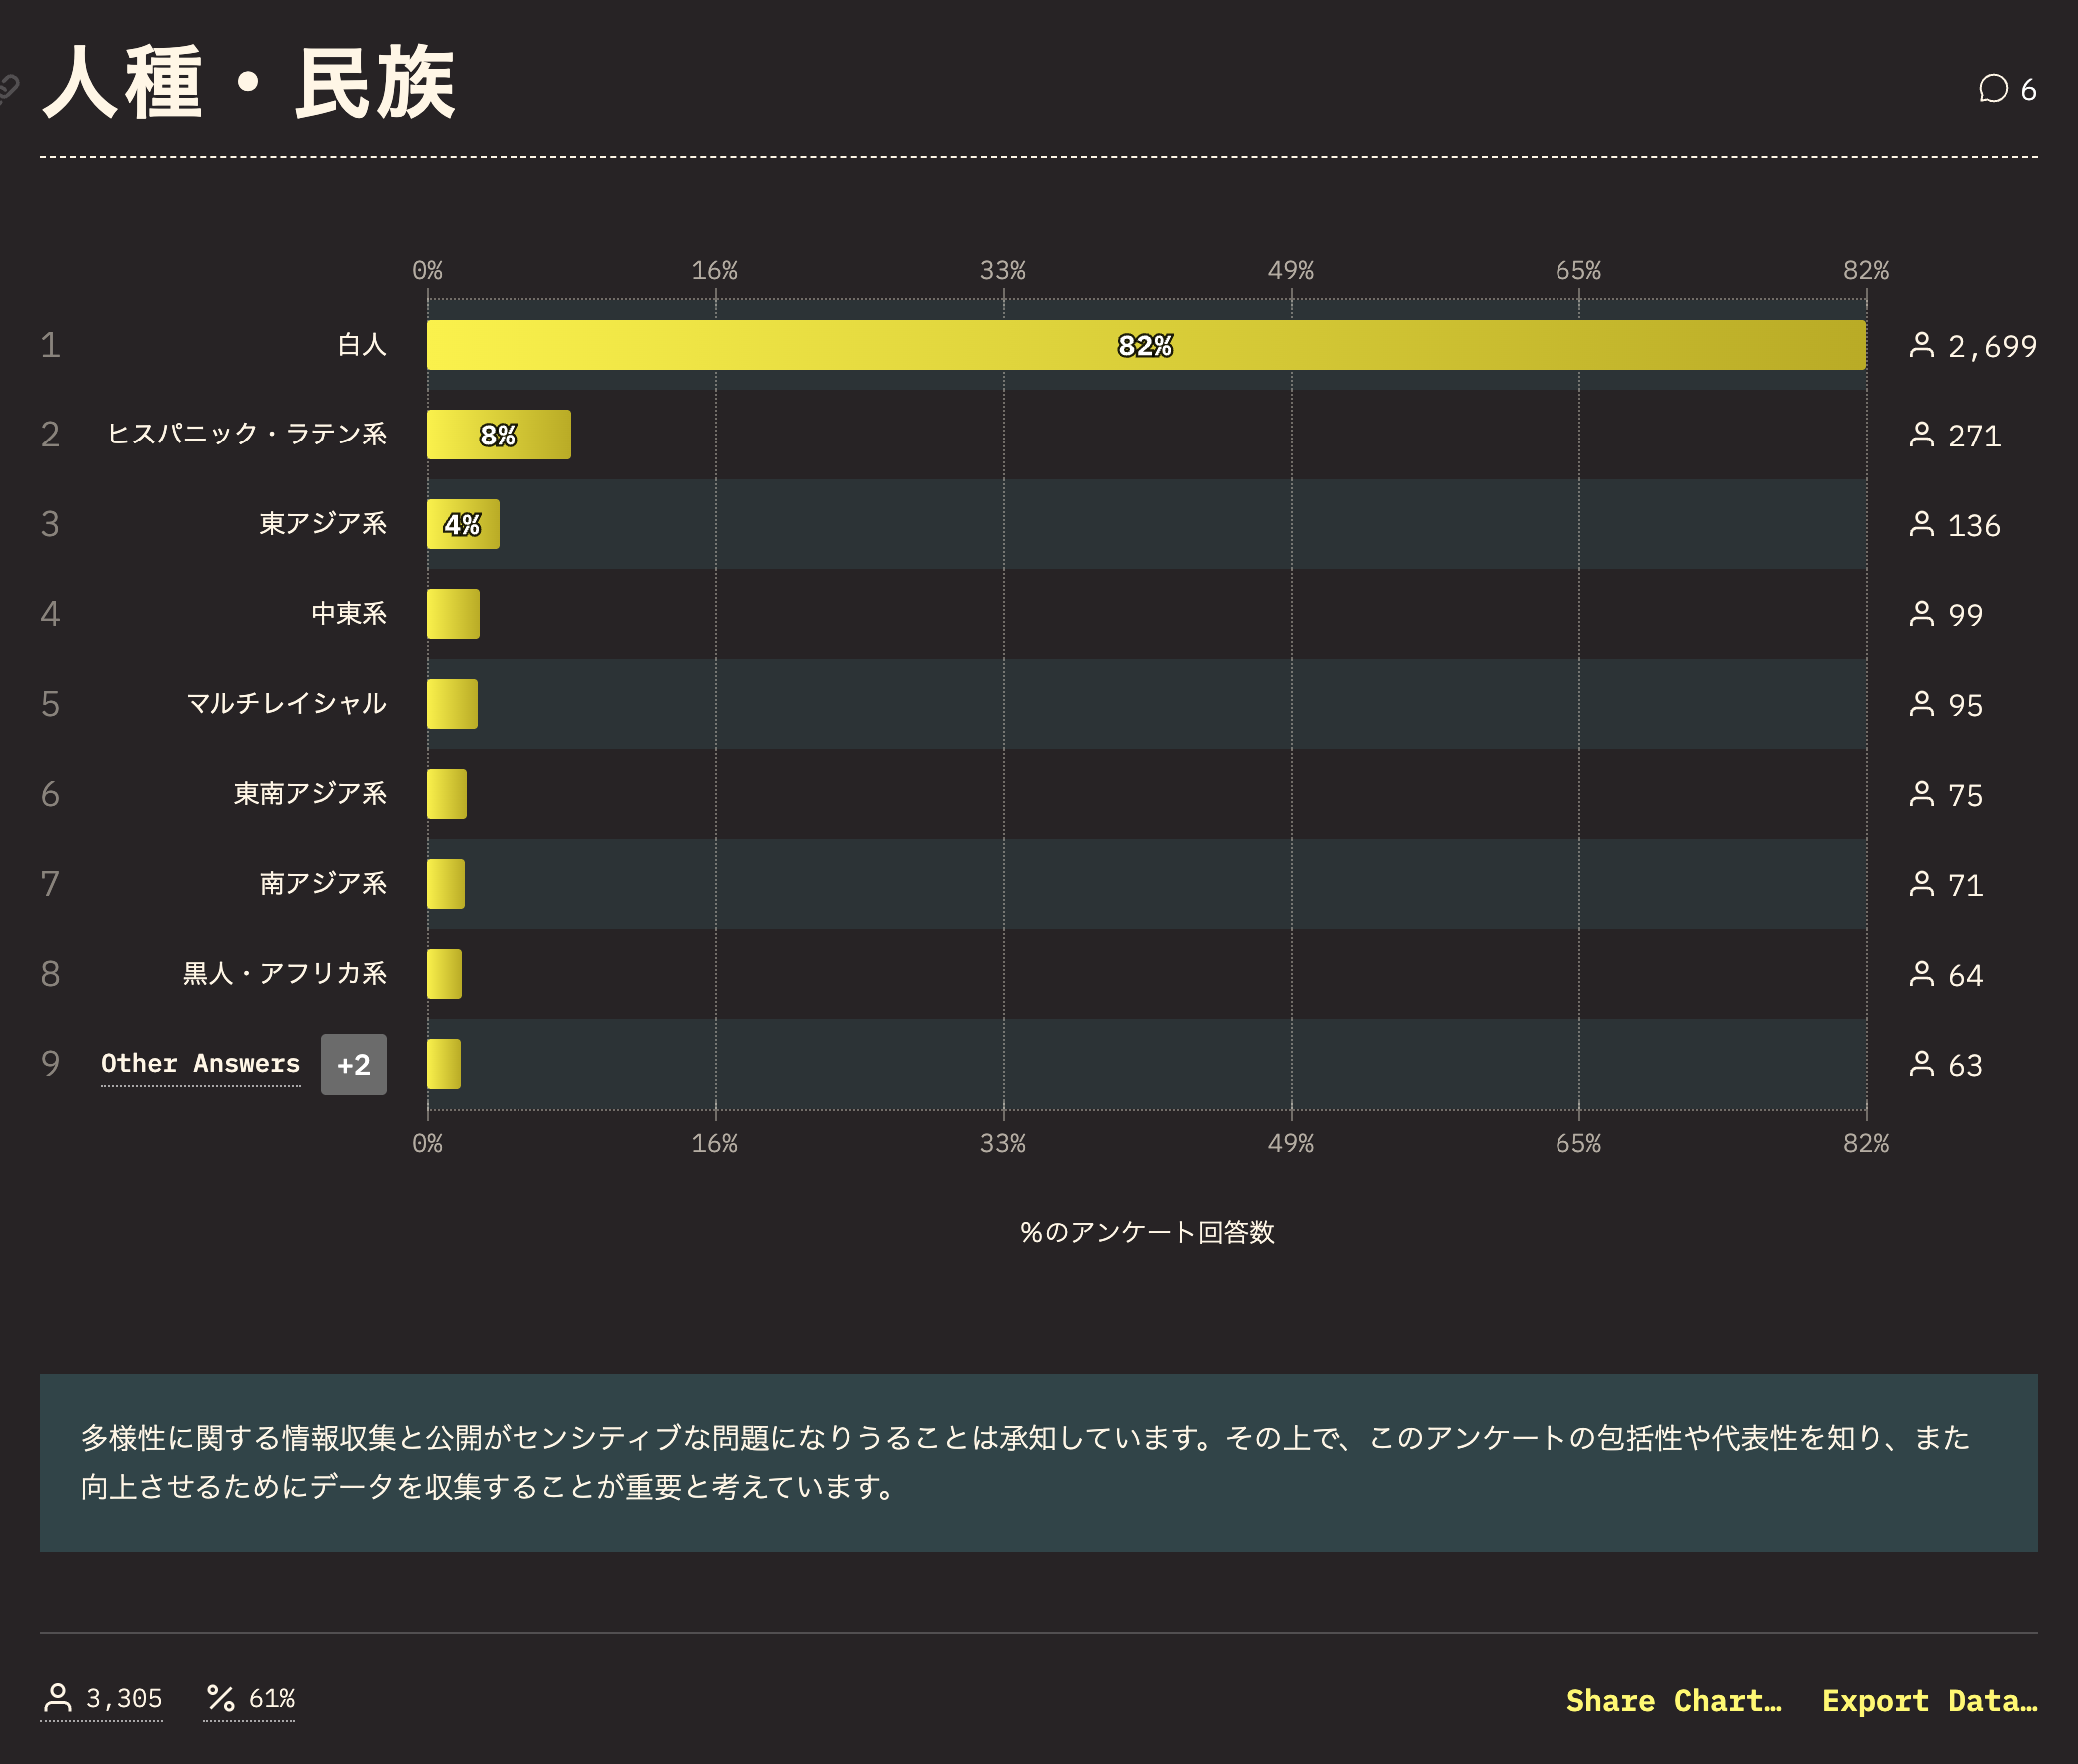 人種・民族
6
0% 16% 33% 49% 65% 82%
1 白人 82% 2,699
2 ヒスパニック・ラテン系 8% 271
3 東アジア系 4% 136
4 中東系 99
5 マルチレイシャル 95
6 東南アジア系 75
7 南アジア系 71
8 黒人・アフリカ系 64
9 Other Answers +2 63
0% 16% 33% 49% 65% 82%
%のアンケート回答数
多様性に関する情報収集と公開がセンシティブな問題になりうることは承知しています。その上で、このアンケートの包括性や代表性を知り、また
向上させるためにデータを収集することが重要と考えています。
3,305 % 61% Share Chart… Export Data…